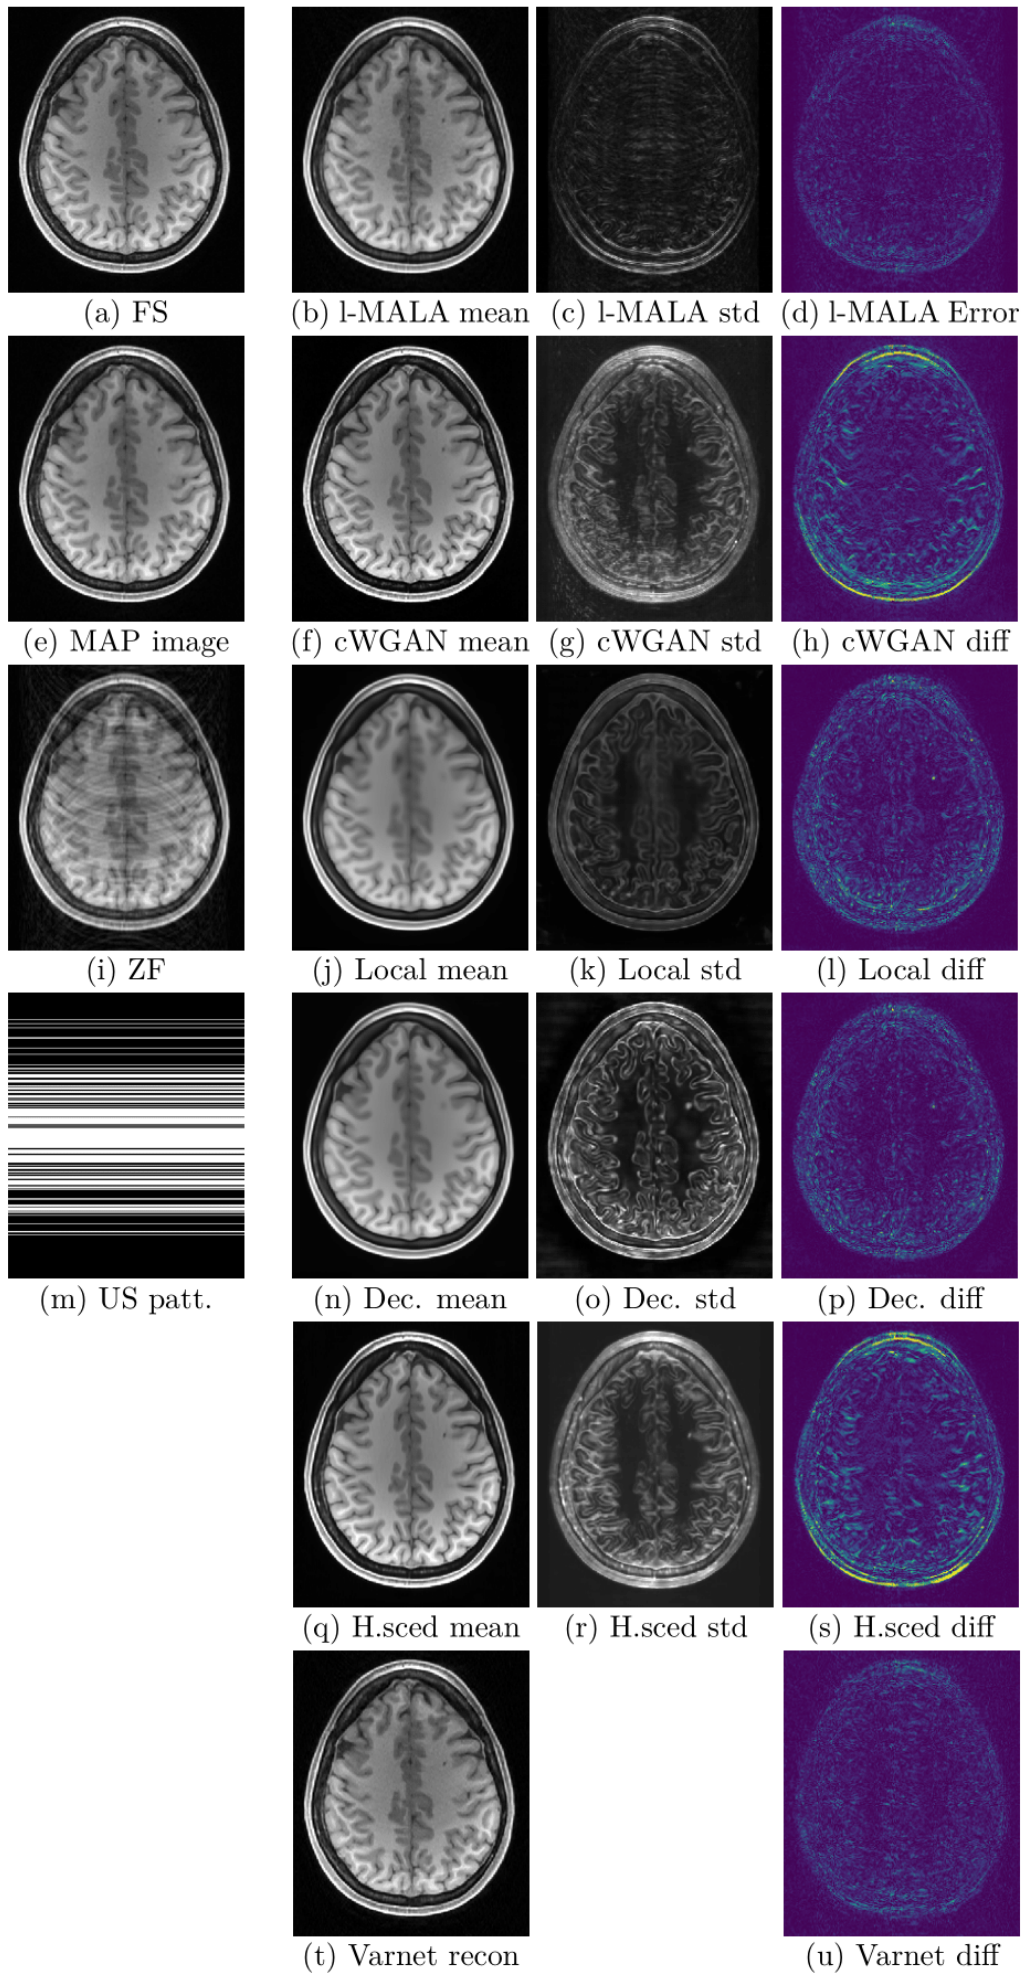 (a) FS
(b) l-MALA mean
(c) l-MALA std
(d) l-MALA Error
(e) MAP image
(f) cWGAN mean
(g) cWGAN std
(h) cWGAN diff
(i) ZF
(j) Local mean
(k) Local std
(l) Local diff
(m) US patt.
(n) Dec. mean
(o) Dec. std
(p) Dec. diff
(q) H.sced mean
(r) H.sced std
(s) H.sced diff
(t) Varnet recon
(u) Varnet diff